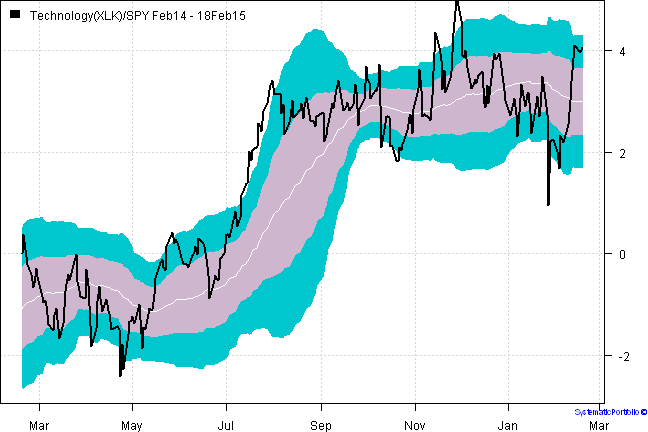 Technology(XLK)/SPY Feb14 - 18Feb15
4
2
0
-2
SystematicPortfolio ©
Mar May Jul Sep Nov Jan Mar